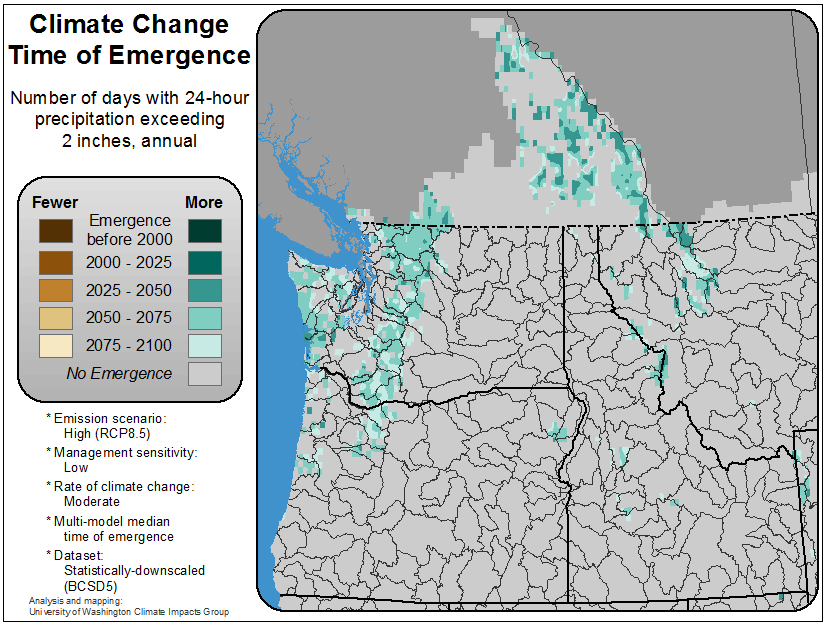 Climate Change
Time of Emergence
Number of days with 24-hour
precipitation exceeding
2 inches, annual
Fewer More
Emergence
before 2000
2000 - 2025
2025 - 2050
2050 - 2075
2075 - 2100
No Emergence
* Emission scenario:
High (RCP8.5)
* Management sensitivity:
Low
* Rate of climate change:
Moderate
* Multi-model median
time of emergence
* Dataset:
Statistically-downscaled
(BCSD5)
Analysis and mapping:
University of Washington Climate Impacts Group